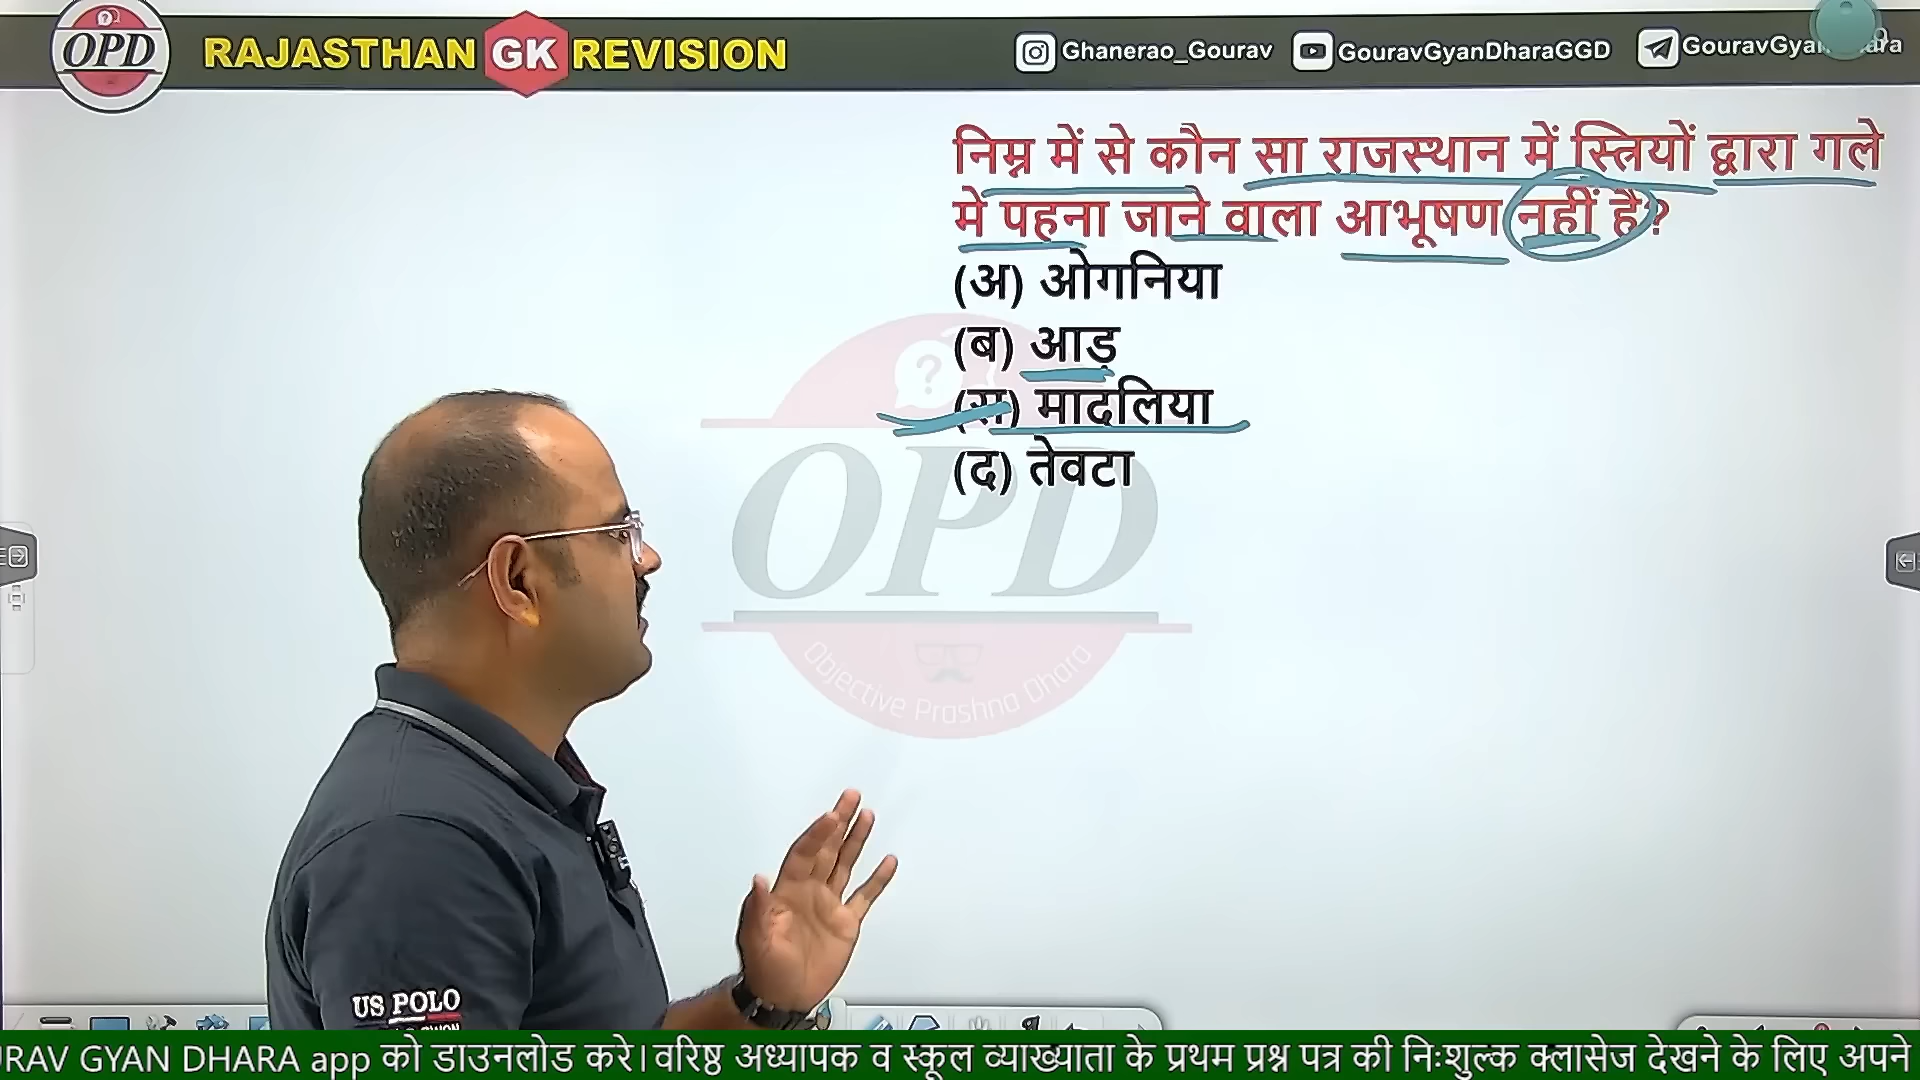 OPD
RAJASTHAN GK REVISION
Ghanerao_Gourav
GouravGyanDharaGGD
निम्न में से कौन सा राजस्थान में स्त्रियों द्वारा गले
मे पहना जाने वाला आभूषण नहीं है?
(अ) ओगनिया
(ब) आड़
(स) मादलिया
(द) तेवटा
OPD
Objective Prashna Dhara
US POLO
GYAN DHARA app को डाउनलोड करे।वरिष्ठ अध्यापक व स्कूल व्याख्याता के प्रथम प्रश्न पत्र की निःशुल्क क्लासेज देखने के लिए अपने